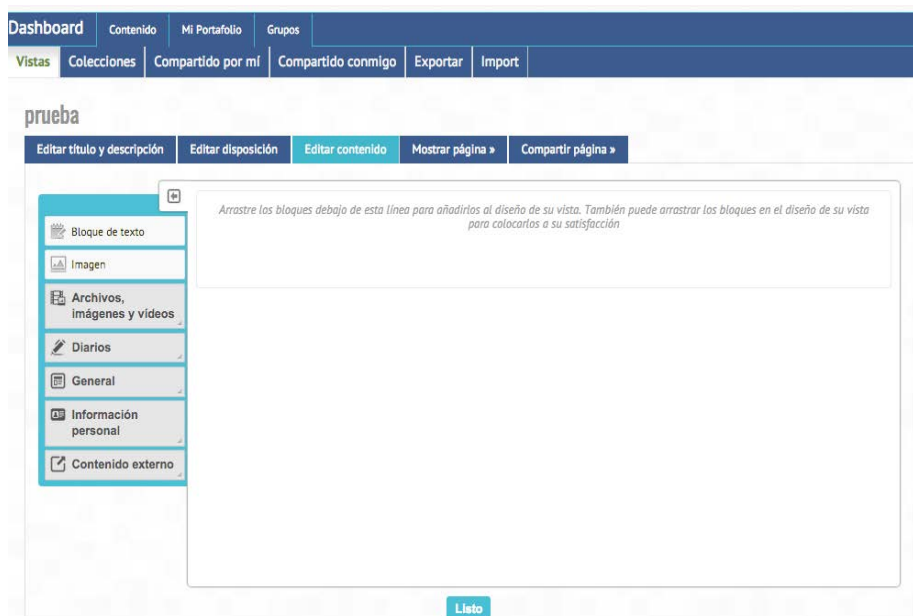 Dashboard Contenido Mi Portafolio Grupos
Vistas Colecciones Compartido por mí Compartido conmigo Exportar Import
prueba
Editar título y descripción Editar disposición Editar contenido Mostrar página » Compartir página »
Arrastre los bloques debajo de esta línea para añadirlos al diseño de su vista. También puede arrastrar los bloques en el diseño de su vista
para colocarlos a su satisfacción
Bloque de texto
Imagen
Archivos,
imágenes y vídeos
Diarios
General
Información
personal
Contenido externo
Listo